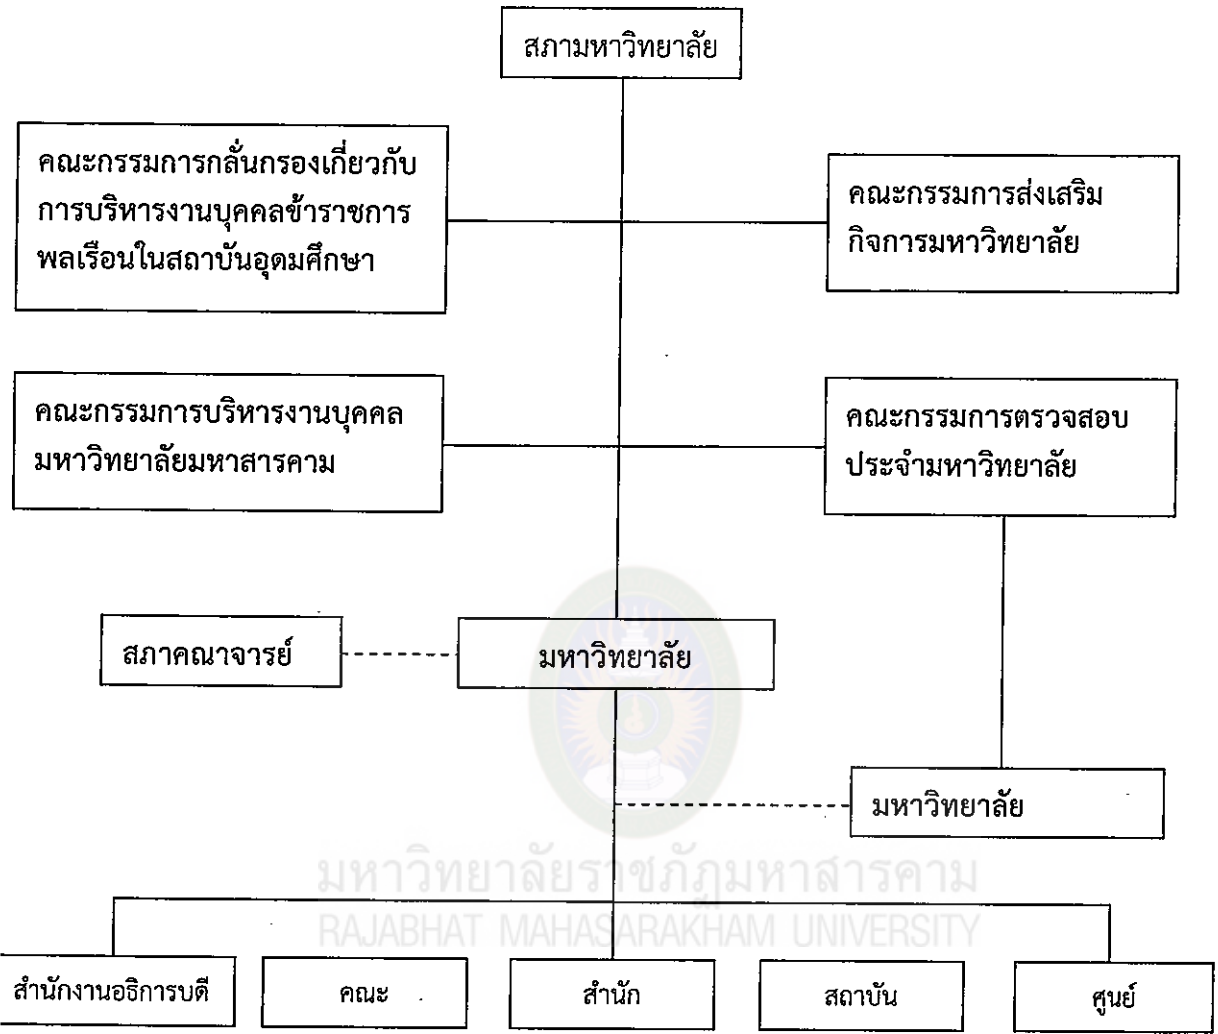 สภามหาวิทยาลัย
คณะกรรมการกลั่นกรองเกี่ยวกับ
การบริหารงานบุคคลข้าราชการ
พลเรือนในสถาบันอุดมศึกษา
คณะกรรมการส่งเสริม
กิจการมหาวิทยาลัย
คณะกรรมการบริหารงานบุคคล
มหาวิทยาลัยมหาสารคาม
คณะกรรมการตรวจสอบ
ประจำมหาวิทยาลัย
สภาคณาจารย์
มหาวิทยาลัย
มหาวิทยาลัย
มหาวิทยาลัยราชภัฏมหาสารคาม
RAJABHAT MAHASARAKHAM UNIVERSITY
สำนักงานอธิการบดี
คณะ
สำนัก
สถาบัน
ศูนย์